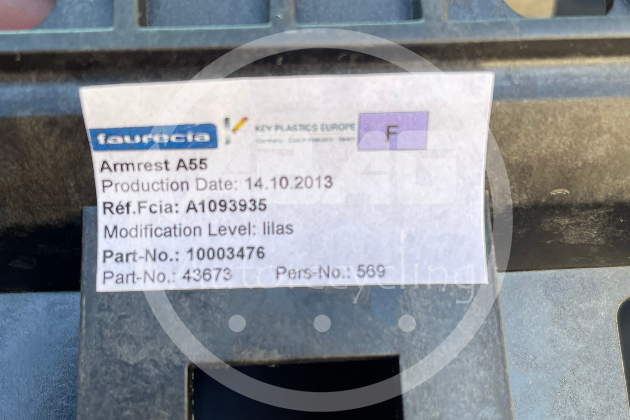 faurecia KEY PLASTICS EUROPE F
Armrest A55
Production Date: 14.10.2013
Réf.Fcia: A1093935
Modification Level: lilas
Part-No.: 10003476
Part-No.: 43673 Pers-No.: 569